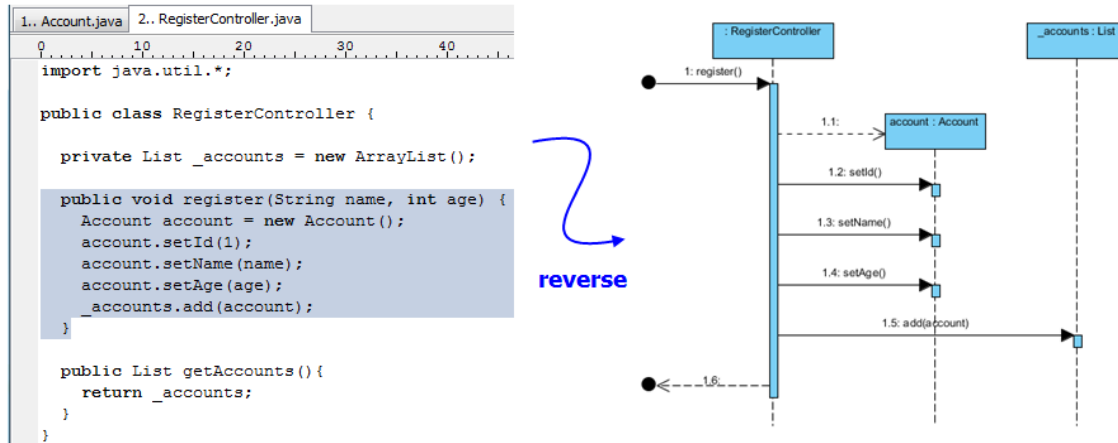 1.. Account.java
2.. RegisterController.java
0 10 20 30 40
import java.util.*;
public class RegisterController {
private List _accounts = new ArrayList();
public void register(String name, int age) {
Account account = new Account();
account.setId(1);
account.setName(name);
account.setAge(age);
_accounts.add(account);
}
public List getAccounts(){
return _accounts;
}
}
reverse
: RegisterController
_accounts : List
1: register()
1.1:
account : Account
1.2: setId()
1.3: setName()
1.4: setAge()
1.5: add(account)
1.6: